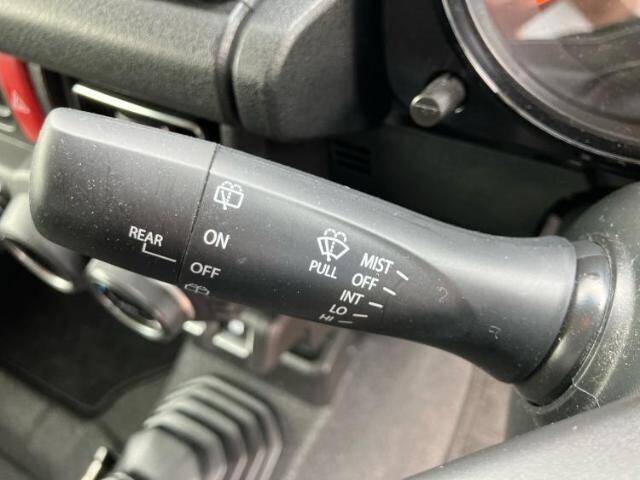 REAR
ON
OFF
PULL
MIST
OFF
INT
LO
HI